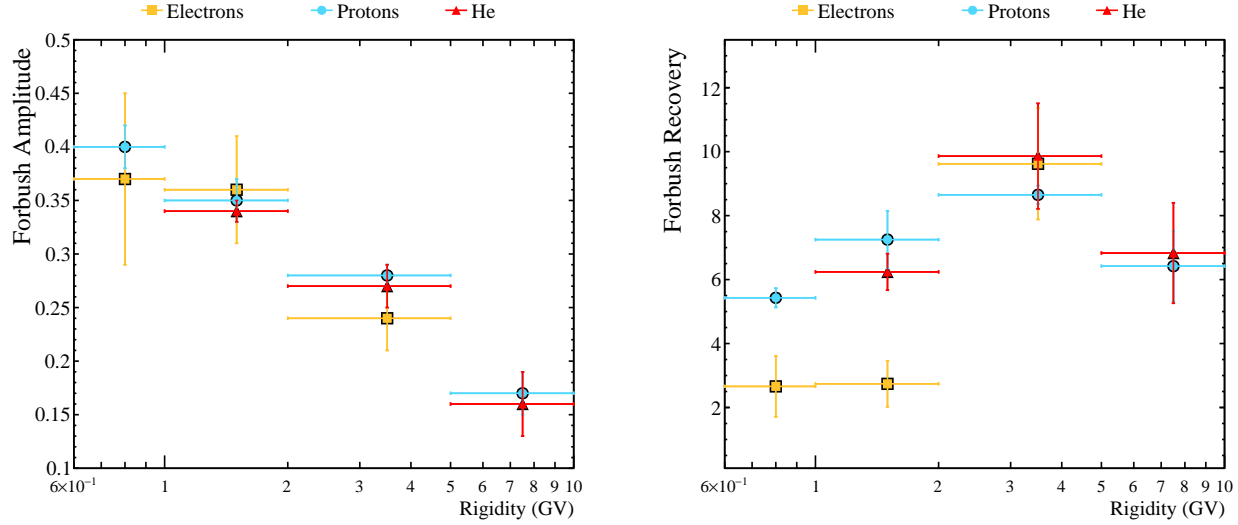 Electrons Protons He
Forbush Amplitude
0.5
0.45
0.4
0.35
0.3
0.25
0.2
0.15
0.1
6×10⁻¹ 1 2 3 4 5 6 7 8 9 10
Rigidity (GV)
Electrons Protons He
Forbush Recovery
12
10
8
6
4
2
6×10⁻¹ 1 2 3 4 5 6 7 8 9 10
Rigidity (GV)